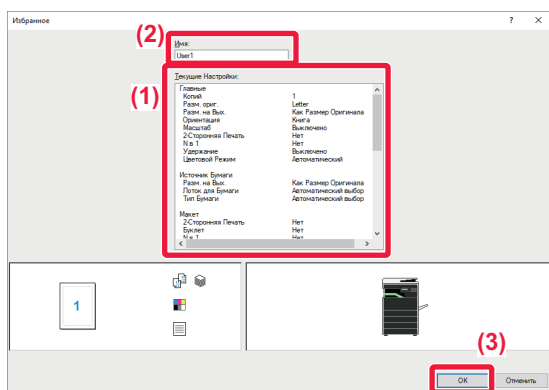 Избранное ? X
(2)
Имя:
User1
(1)
Текущие Настройки:
Главные
Копий 1
Разм. ориг. Letter
Разм. на Вых. Как Размер Оригинала
Ориентация Книга
Масштаб Выключено
2-Сторонняя Печать Нет
N в 1 Нет
Удержание Выключено
Цветовой Режим Автоматический
Источник Бумаги
Разм. на Вых. Как Размер Оригинала
Лоток для Бумаги Автоматический выбор
Тип Бумаги Автоматический выбор
Макет
2-Сторонняя Печать Нет
Буклет Нет
N в 1 Нет
1
(3)
OK Отменить